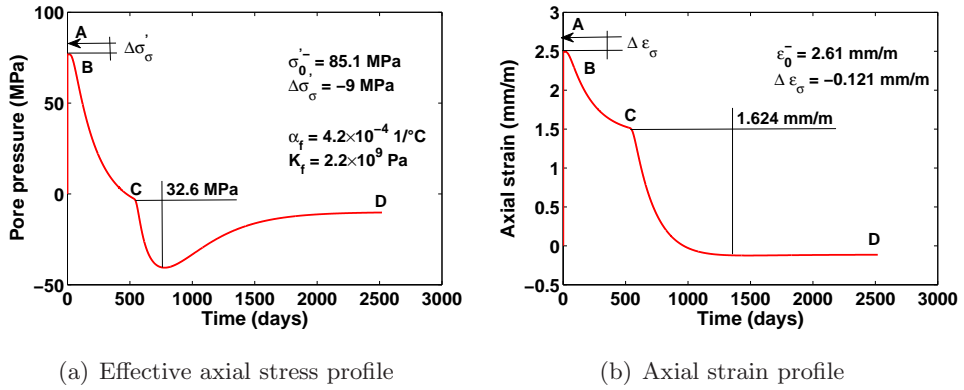 100
50
0
−50
Pore pressure (MPa)
A
B
Δσσ'
σ0'− = 85.1 MPa
Δσσ' = −9 MPa
αf = 4.2×10−4 1/°C
Kf = 2.2×109 Pa
C
32.6 MPa
D
0 500 1000 1500 2000 2500 3000
Time (days)
(a) Effective axial stress profile
3
2.5
2
1.5
1
0.5
0
−0.5
Axial strain (mm/m)
A
B
Δ εσ
ε0− = 2.61 mm/m
Δ εσ = −0.121 mm/m
C
1.624 mm/m
D
0 500 1000 1500 2000 2500 3000
Time (days)
(b) Axial strain profile